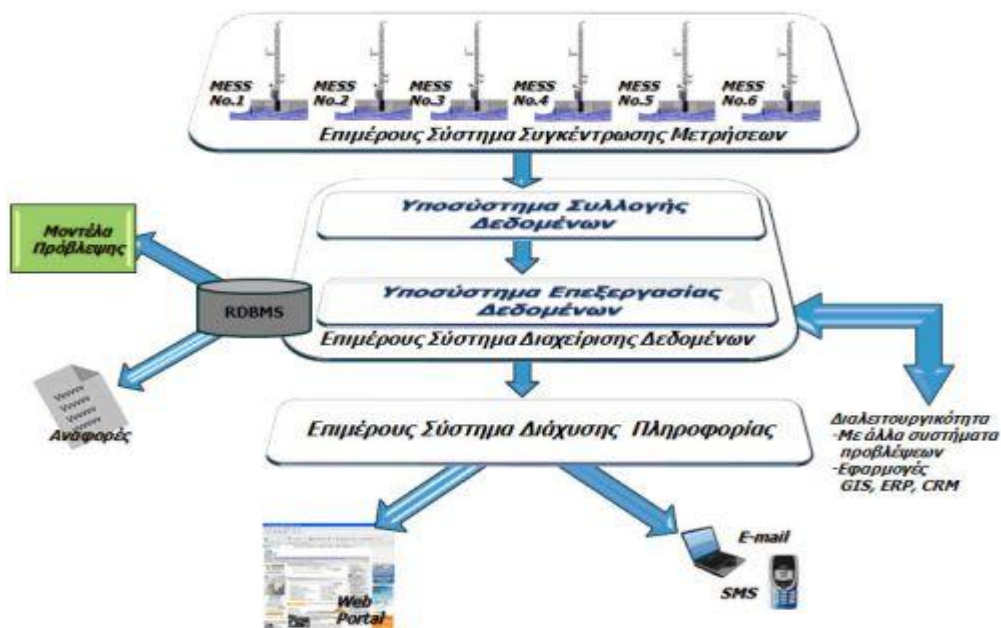 MESS
No.1
MESS
No.2
MESS
No.3
MESS
No.4
MESS
No.5
MESS
No.6
Επιμέρους Σύστημα Συγκέντρωσης Μετρήσεων
Υποσύστημα Συλλογής
Δεδομένων
Μοντέλα
Πρόβλεψης
RDBMS
Υποσύστημα Επεξεργασίας
Δεδομένων
Επιμέρους Σύστημα Διαχείρισης Δεδομένων
Αναφορές
Επιμέρους Σύστημα Διάχυσης Πληροφορίας
Διαλειτουργικότητα
-Με άλλα συστήματα
προβλέψεων
-Εφαρμογές
GIS, ERP, CRM
Web
Portal
E-mail
SMS